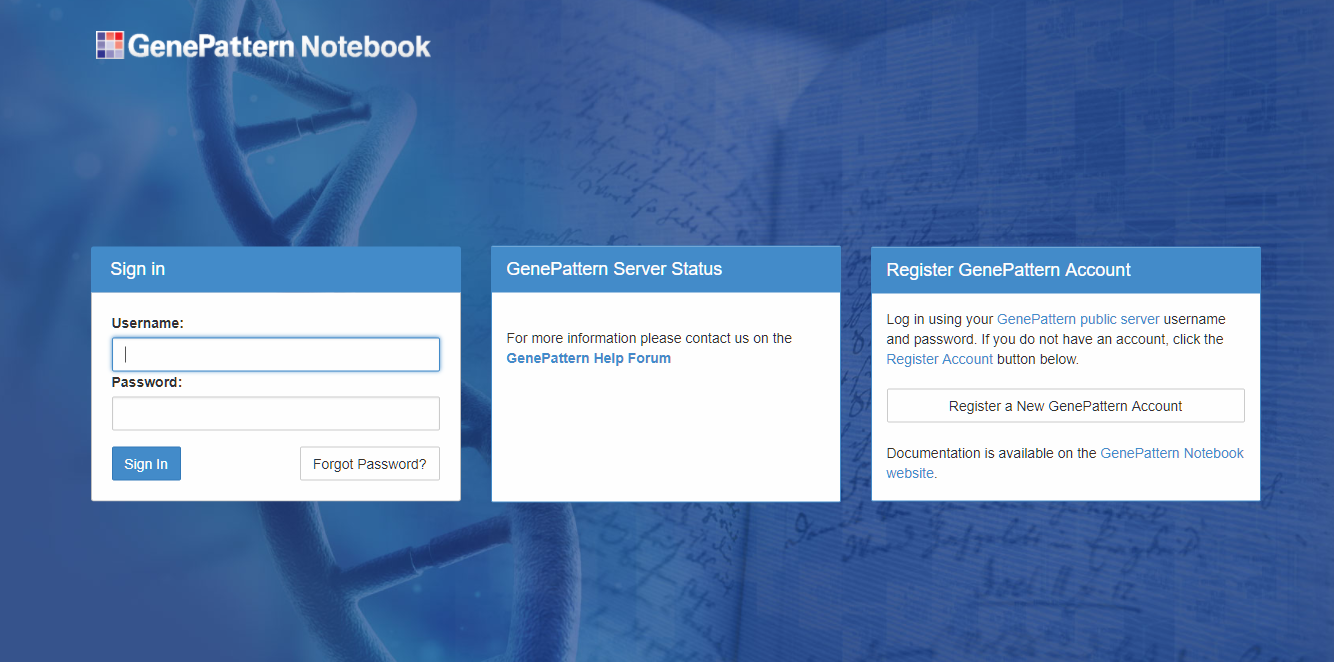 GenePattern Notebook
Sign in
Username:
Password:
Sign In
Forgot Password?
GenePattern Server Status
For more information please contact us on the
GenePattern Help Forum
Register GenePattern Account
Log in using your GenePattern public server username
and password. If you do not have an account, click the
Register Account button below.
Register a New GenePattern Account
Documentation is available on the GenePattern Notebook
website.